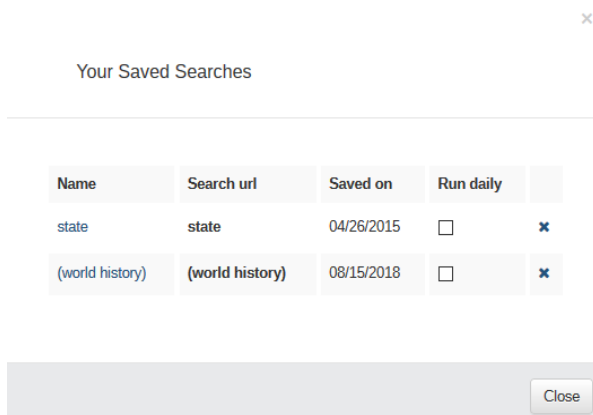 ×
Your Saved Searches
Name Search url Saved on Run daily
state state 04/26/2015
(world history) (world history) 08/15/2018
Close